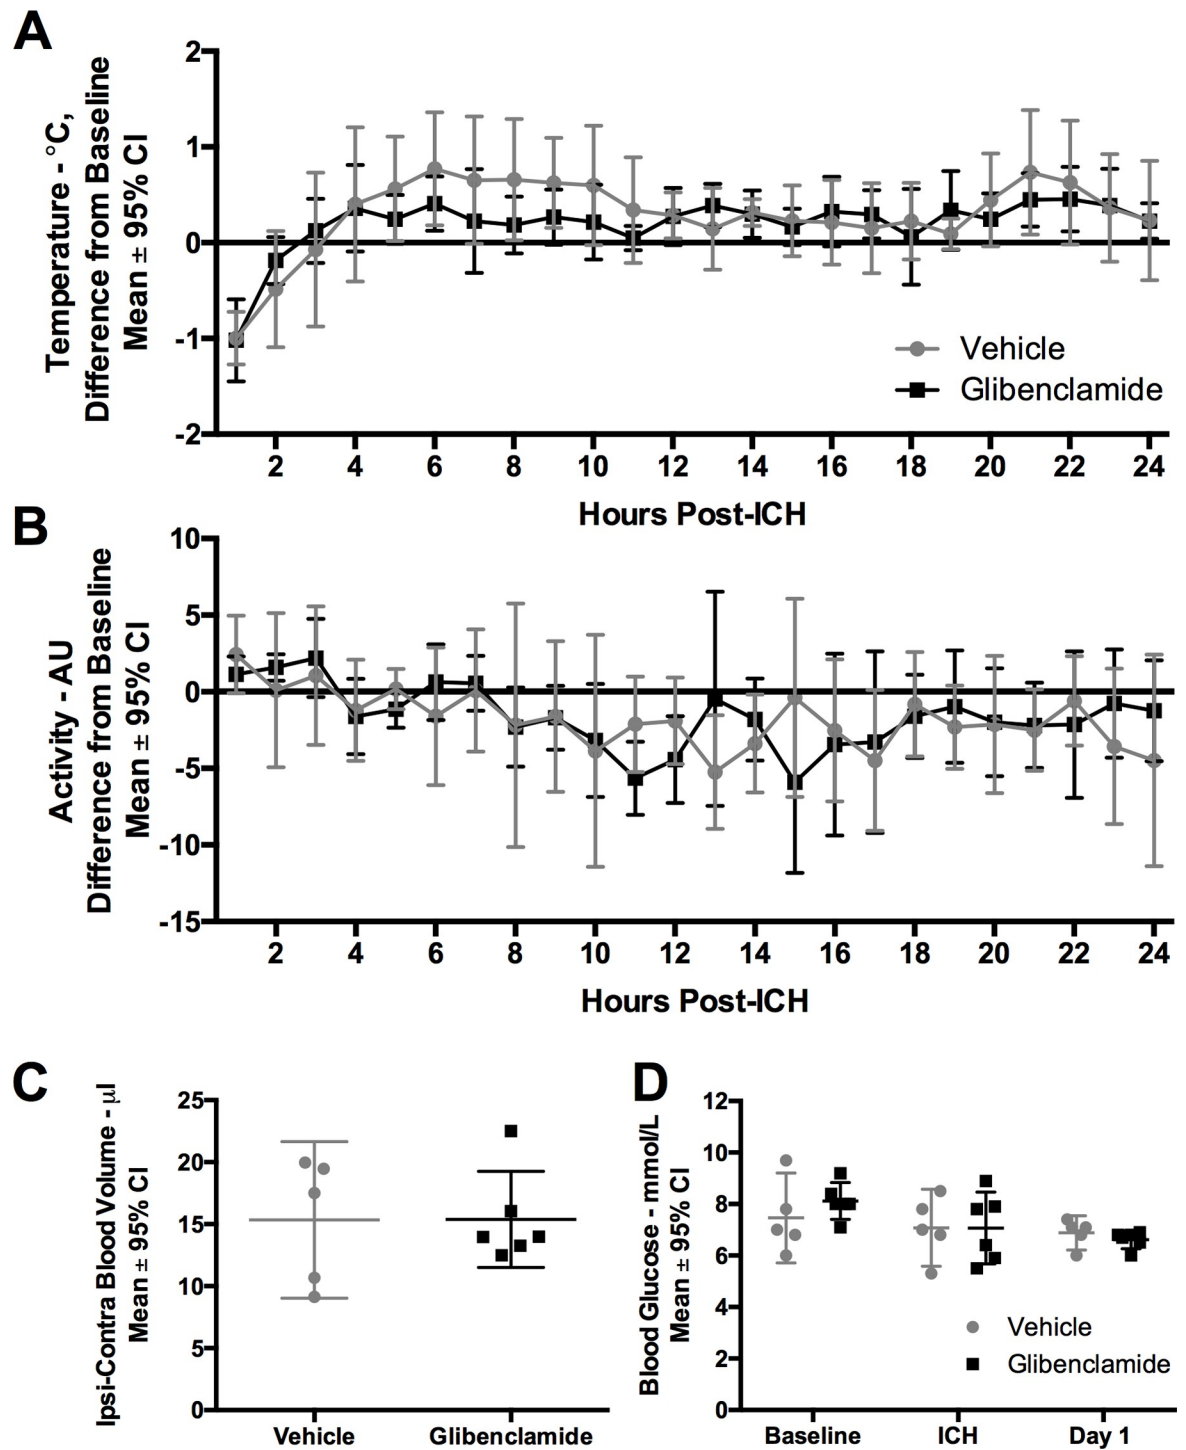 A
Temperature - °C,
Difference from Baseline
Mean ± 95% CI
2
1
0
-1
-2
Vehicle
Glibenclamide
2 4 6 8 10 12 14 16 18 20 22 24
Hours Post-ICH
B
Activity - AU
Difference from Baseline
Mean ± 95% CI
10
5
0
-5
-10
-15
2 4 6 8 10 12 14 16 18 20 22 24
Hours Post-ICH
C
Ipsi-Contra Blood Volume - µl
Mean ± 95% CI
25
20
15
10
5
0
Vehicle Glibenclamide
D
Blood Glucose - mmol/L
Mean ± 95% CI
12
10
8
6
4
2
0
Vehicle
Glibenclamide
Baseline ICH Day 1